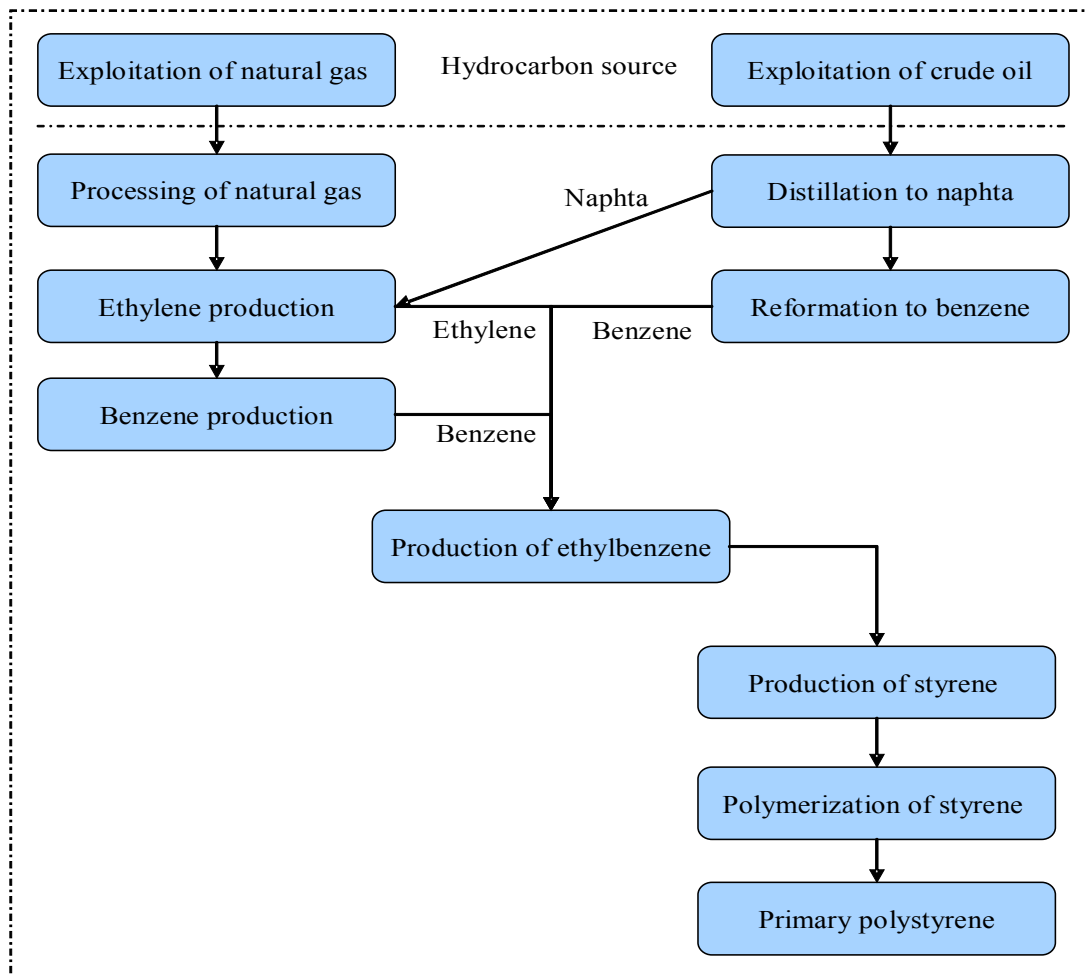 Exploitation of natural gas
Hydrocarbon source
Exploitation of crude oil
Processing of natural gas
Naphta
Distillation to naphta
Ethylene production
Ethylene
Benzene
Reformation to benzene
Benzene production
Benzene
Production of ethylbenzene
Production of styrene
Polymerization of styrene
Primary polystyrene